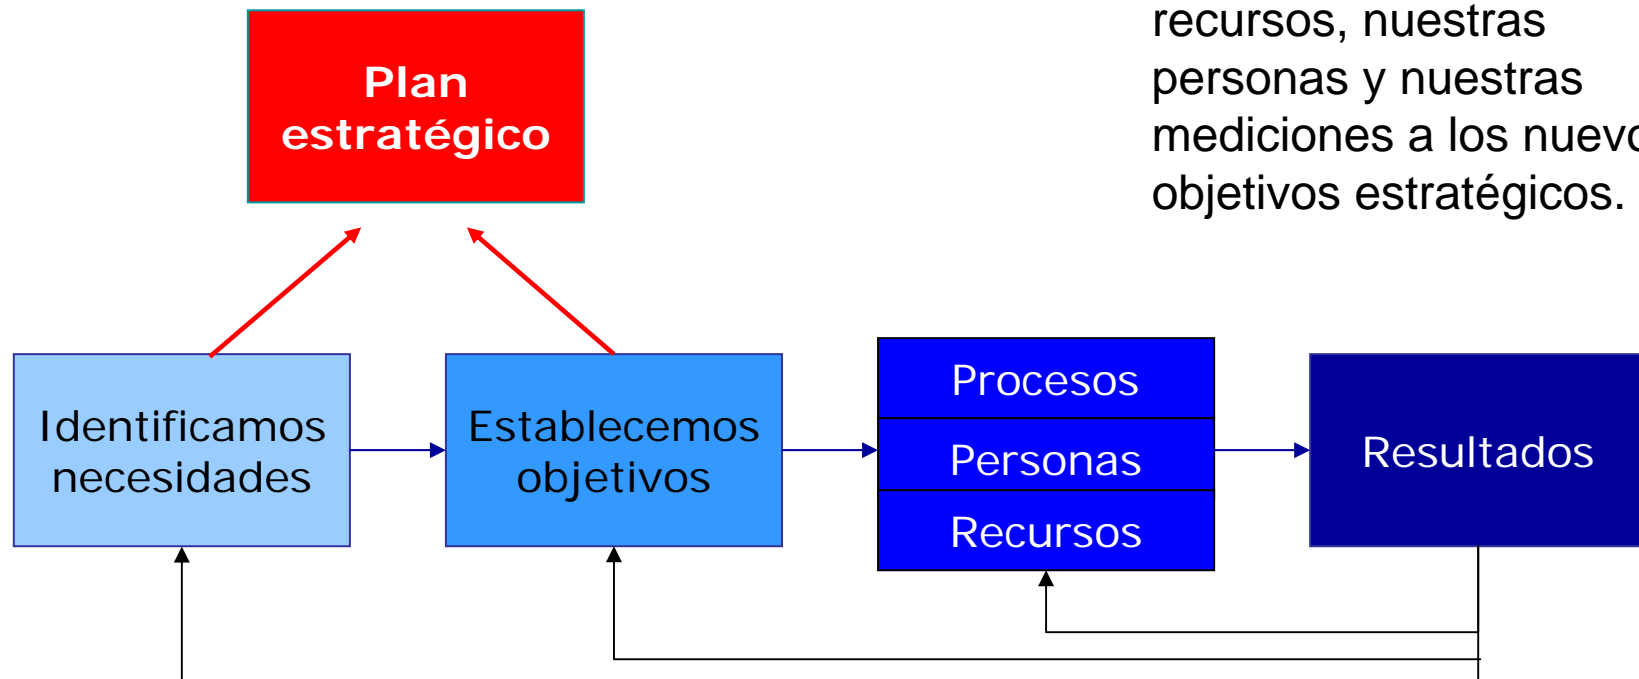 recursos, nuestras
personas y nuestras
mediciones a los nuevo
objetivos estratégicos.
Plan
estratégico
Identificamos
necesidades
Establecemos
objetivos
Procesos
Personas
Recursos
Resultados